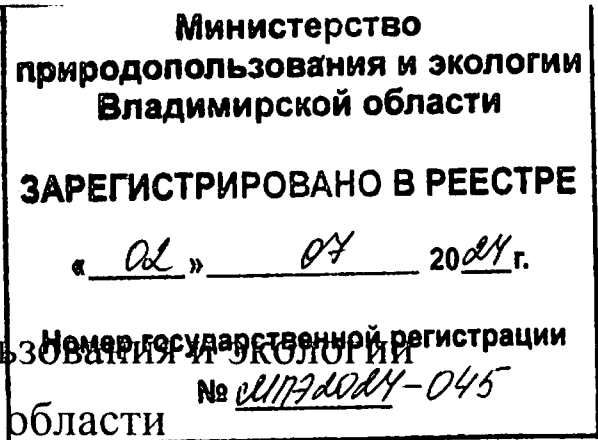 Министерство
природопользования и экологии
Владимирской области
ЗАРЕГИСТРИРОВАНО В РЕЕСТРЕ
« 02 » 07 2024 г.
Номер государственной регистрации
ьзования и экологии
№ МПЭ2024-045
области